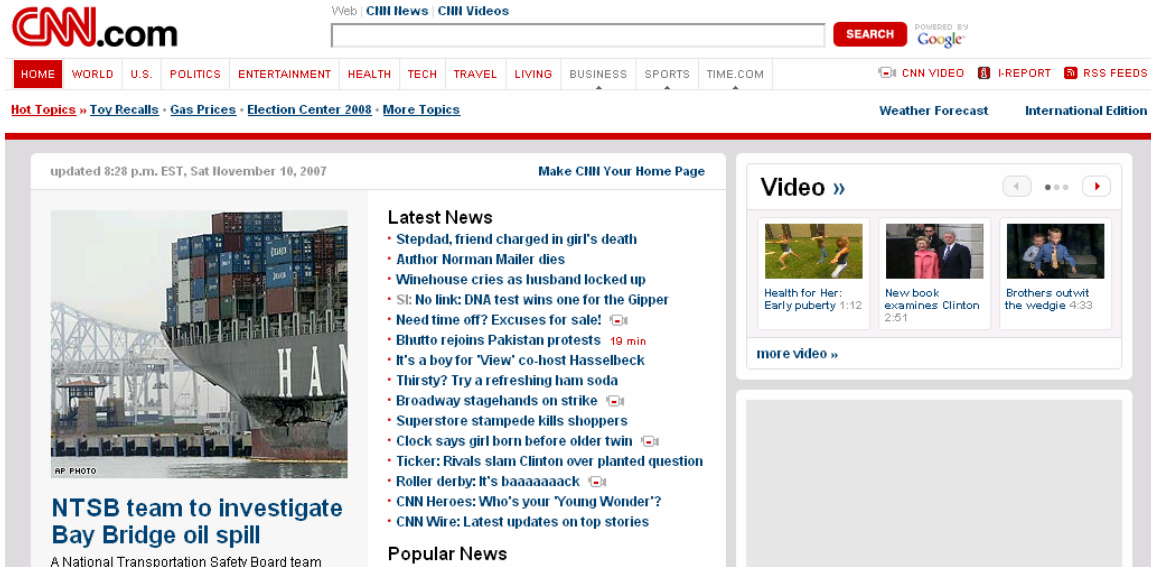 CNN.com
Web | CNN News | CNN Videos
SEARCH
POWERED BY
Google
HOME WORLD U.S. POLITICS ENTERTAINMENT HEALTH TECH TRAVEL LIVING BUSINESS SPORTS TIME.COM
CNN VIDEO I-REPORT RSS FEEDS
Hot Topics » Toy Recalls • Gas Prices • Election Center 2008 • More Topics
Weather Forecast International Edition
updated 8:28 p.m. EST, Sat November 10, 2007
Make CNN Your Home Page
HAN
AP PHOTO
NTSB team to investigate
Bay Bridge oil spill
A National Transportation Safety Board team
Latest News
• Stepdad, friend charged in girl's death
• Author Norman Mailer dies
• Winehouse cries as husband locked up
• SI: No link: DNA test wins one for the Gipper
• Need time off? Excuses for sale!
• Bhutto rejoins Pakistan protests 19 min
• It's a boy for 'View' co-host Hasselbeck
• Thirsty? Try a refreshing ham soda
• Broadway stagehands on strike
• Superstore stampede kills shoppers
• Clock says girl born before older twin
• Ticker: Rivals slam Clinton over planted question
• Roller derby: It's baaaaaaack
• CNN Heroes: Who's your 'Young Wonder'?
• CNN Wire: Latest updates on top stories
Popular News
Video »
Health for Her:
Early puberty 1:12
New book
examines Clinton
2:51
Brothers outwit
the wedgie 4:33
more video »